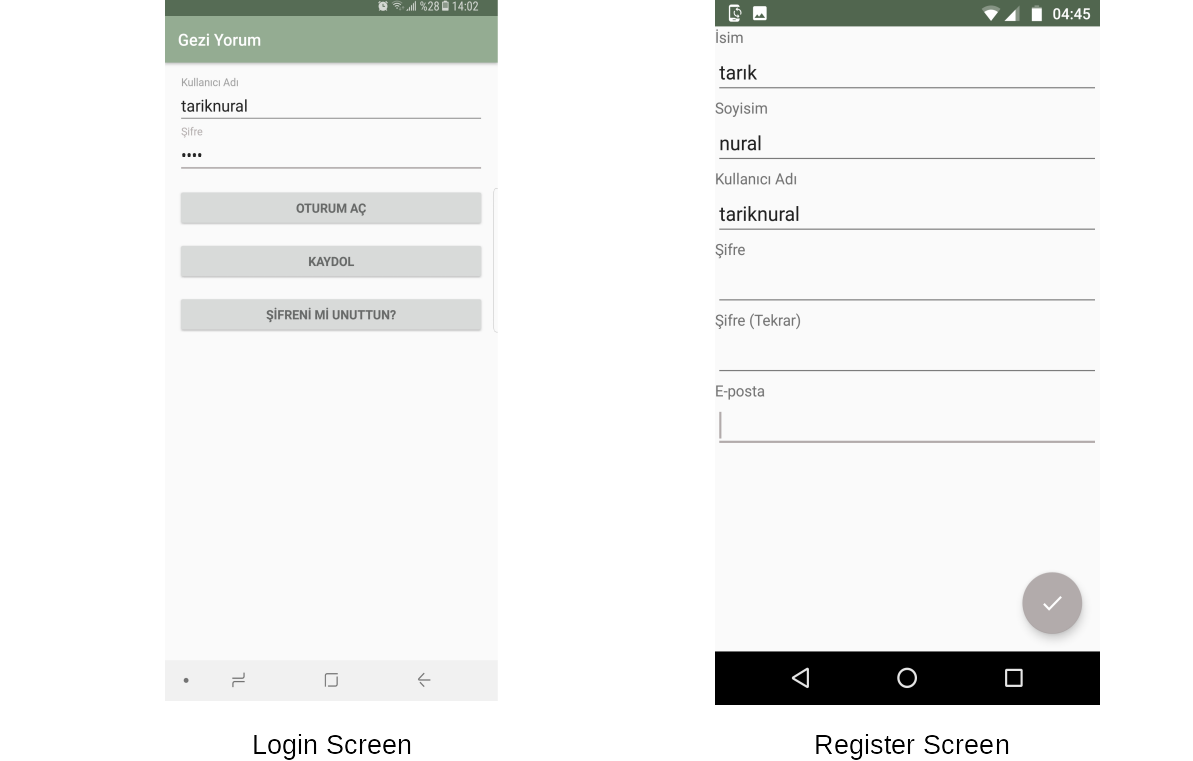 %28 14:02
Gezi Yorum
Kullanıcı Adı
tariknural
Şifre
••••
OTURUM AÇ
KAYDOL
ŞİFRENİ Mİ UNUTTUN?
Login Screen
04:45
İsim
tarık
Soyisim
nural
Kullanıcı Adı
tariknural
Şifre
Şifre (Tekrar)
E-posta
Register Screen